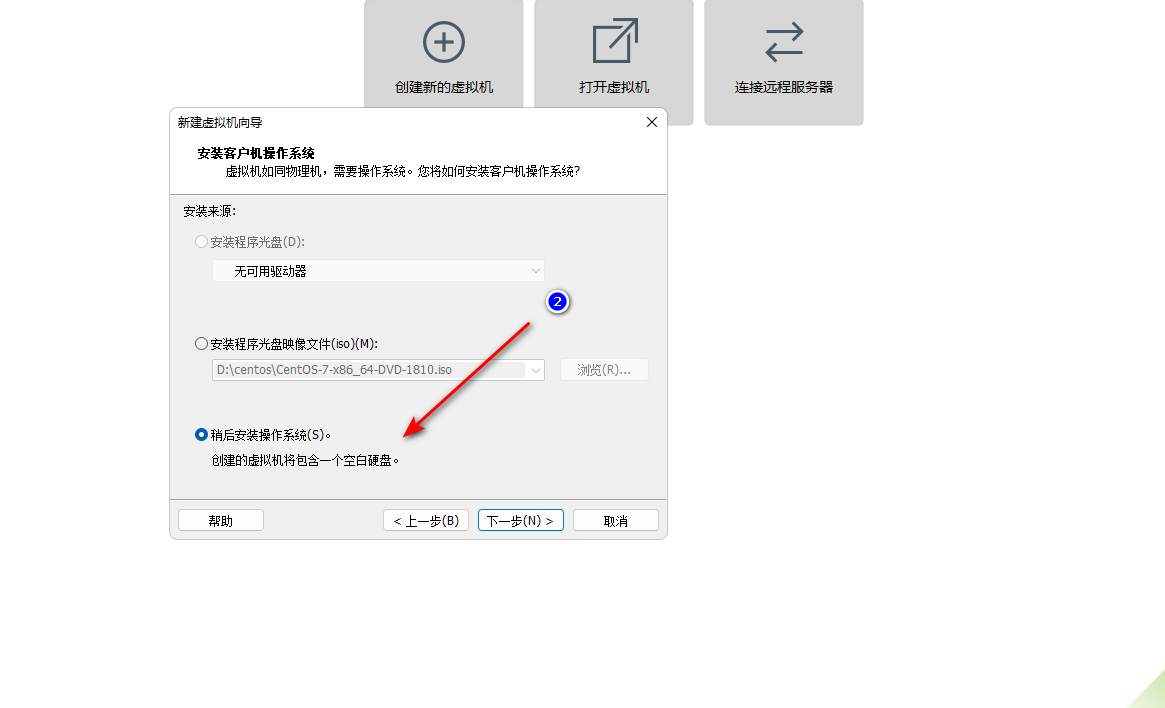 创建新的虚拟机
打开虚拟机
连接远程服务器
新建虚拟机向导
安装客户机操作系统
虚拟机如同物理机，需要操作系统。您将如何安装客户机操作系统?
安装来源:
安装程序光盘(D):
无可用驱动器
2
安装程序光盘映像文件(iso)(M):
D:\centos\CentOS-7-x86_64-DVD-1810.iso
浏览(R)...
稍后安装操作系统(S)。
创建的虚拟机将包含一个空白硬盘。
帮助
< 上一步(B)
下一步(N) >
取消